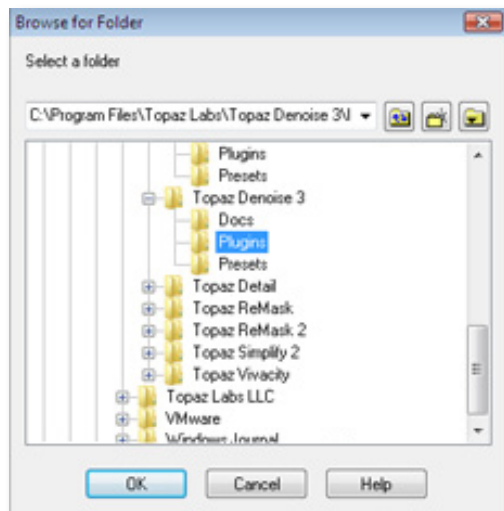 Browse for Folder
Select a folder
C:\Program Files\Topaz Labs\Topaz Denoise 3\I
Plugins
Presets
Topaz Denoise 3
Docs
Plugins
Presets
Topaz Detail
Topaz ReMask
Topaz ReMask 2
Topaz Simplify 2
Topaz Vivacity
Topaz Labs LLC
VMware
Windows Journal
OK Cancel Help